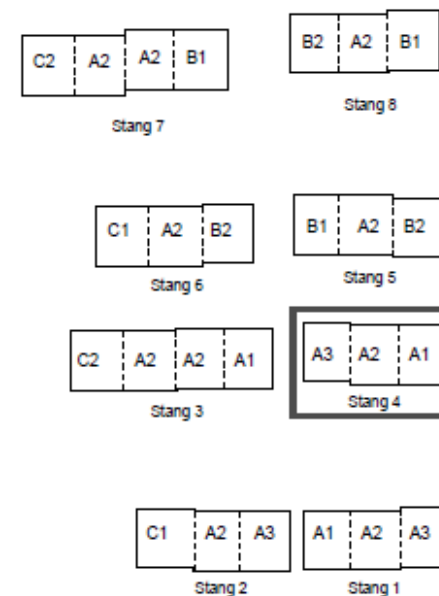 C2 A2 A2 B1
Stang 7
B2 A2 B1
Stang 8
C1 A2 B2
Stang 6
B1 A2 B2
Stang 5
C2 A2 A2 A1
Stang 3
A3 A2 A1
Stang 4
C1 A2 A3
Stang 2
A1 A2 A3
Stang 1